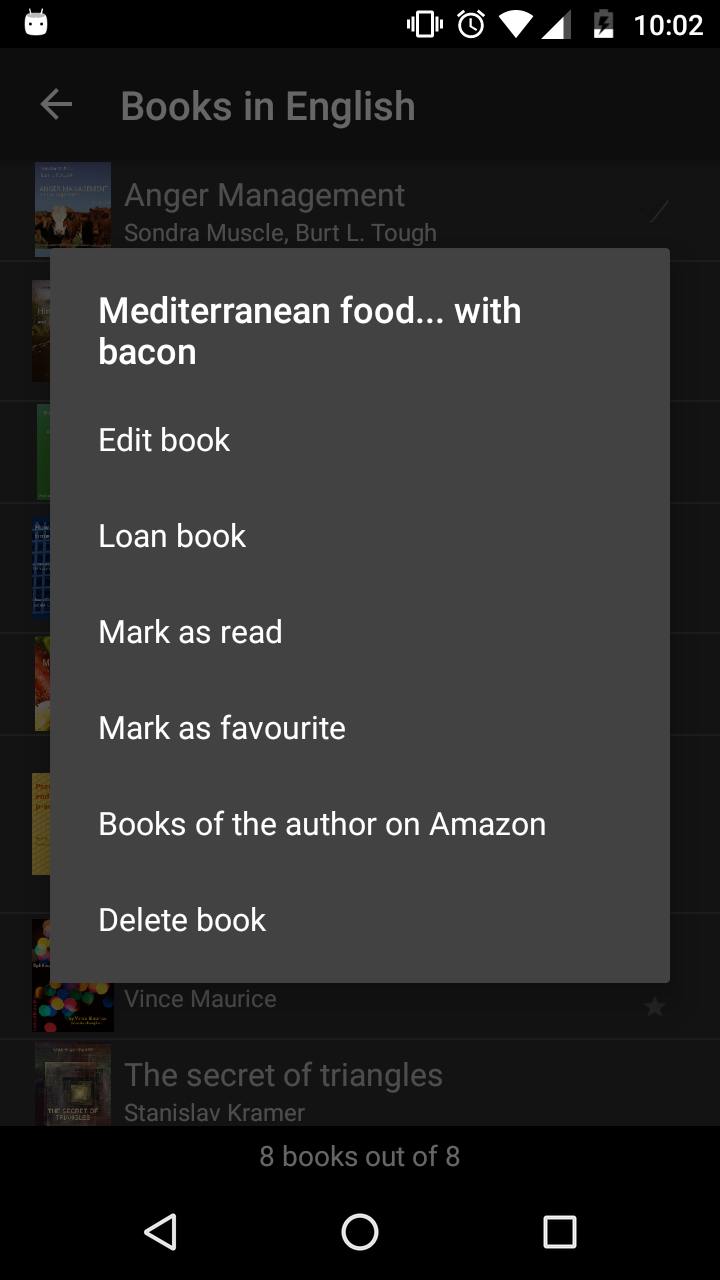 10:02
Books in English
Anger Management
Sondra Muscle, Burt L. Tough
Mediterranean food... with
bacon
Edit book
Loan book
Mark as read
Mark as favourite
Books of the author on Amazon
Delete book
Vince Maurice
The secret of triangles
Stanislav Kramer
8 books out of 8